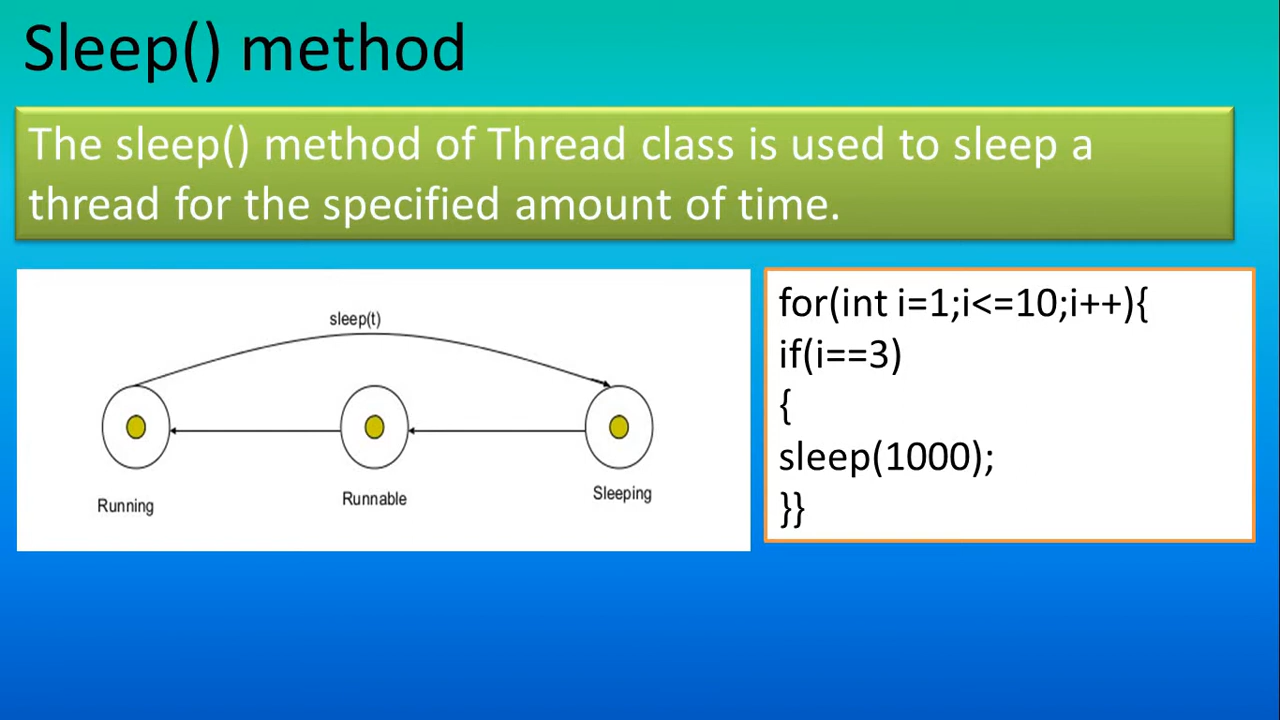 Sleep() method
The sleep() method of Thread class is used to sleep a
thread for the specified amount of time.
sleep(t)
Running
Runnable
Sleeping
for(int i=1;i<=10;i++){
if(i==3)
{
sleep(1000);
}}